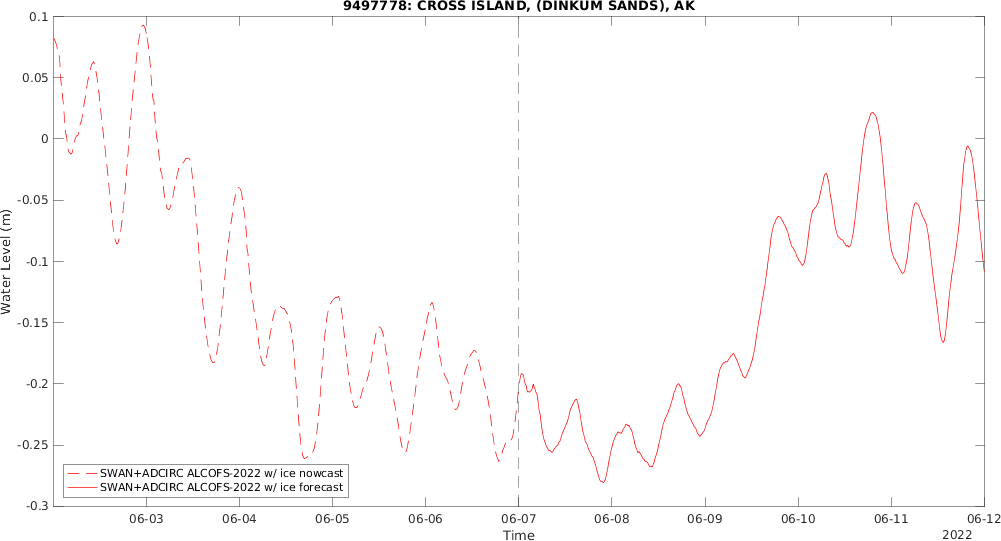 9497778: CROSS ISLAND, (DINKUM SANDS), AK
0.1
0.05
0
-0.05
-0.1
-0.15
-0.2
-0.25
-0.3
Water Level (m)
SWAN+ADCIRC ALCOFS-2022 w/ ice nowcast
SWAN+ADCIRC ALCOFS-2022 w/ ice forecast
06-03 06-04 06-05 06-06 06-07 06-08 06-09 06-10 06-11 06-12
Time
2022